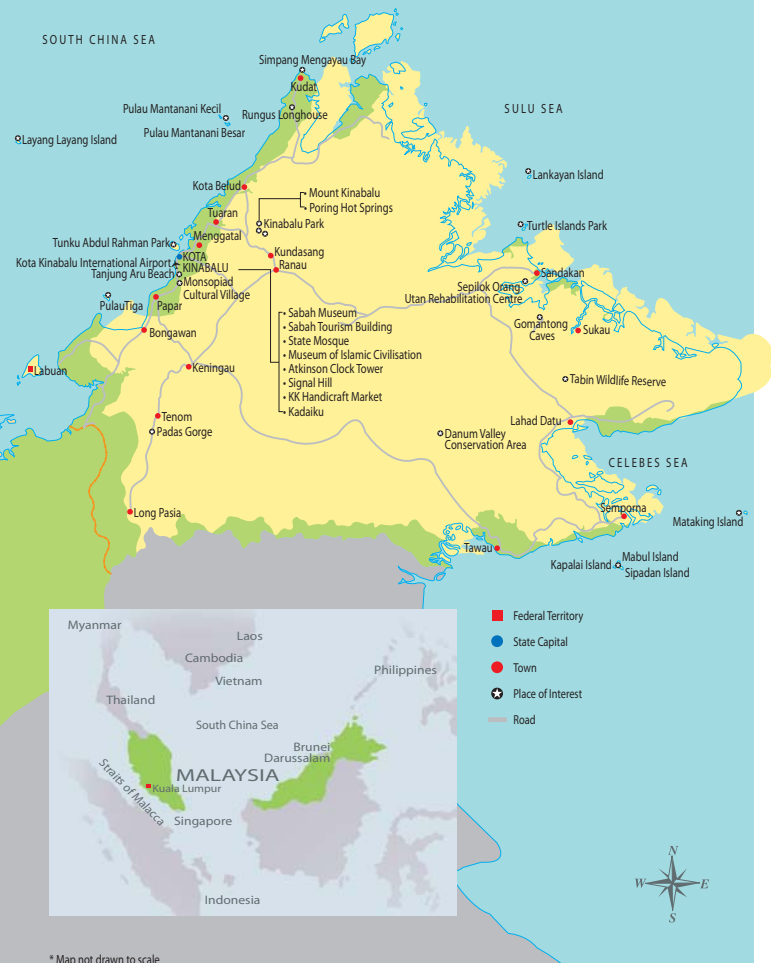 SOUTH CHINA SEA
Simpang Mengayau Bay
Kudat
Pulau Mantanani Kecil
Rungus Longhouse
SULU SEA
Pulau Mantanani Besar
Layang Layang Island
Lankayan Island
Kota Belud
Mount Kinabalu
Poring Hot Springs
Tuaran
Kinabalu Park
Turtle Islands Park
Menggatal
Tunku Abdul Rahman Park
KOTA
KINABALU
Kota Kinabalu International Airport
Tanjung Aru Beach
Kundasang
Ranau
Sandakan
Monsopiad
Cultural Village
Sepilok Orang
Utan Rehabilitation Centre
PulauTiga
Papar
• Sabah Museum
• Sabah Tourism Building
• State Mosque
• Museum of Islamic Civilisation
• Atkinson Clock Tower
• Signal Hill
• KK Handicraft Market
• Kadaiku
Gomantong
Caves
Sukau
Bongawan
Labuan
Keningau
Tabin Wildlife Reserve
Tenom
Padas Gorge
Lahad Datu
Danum Valley
Conservation Area
CELEBES SEA
Long Pasia
Semporna
Mataking Island
Tawau
Kapalai Island
Mabul Island
Sipadan Island
Myanmar
Laos
Cambodia
Vietnam
Philippines
Thailand
South China Sea
Brunei
Darussalam
MALAYSIA
Kuala Lumpur
Straits of Malacca
Singapore
Indonesia
Federal Territory
State Capital
Town
Place of Interest
Road
N
W
E
S
* Map not drawn to scale